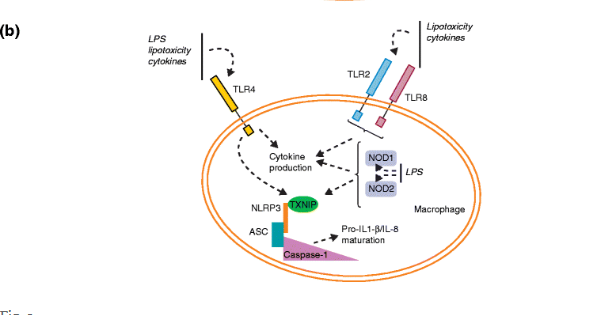 (b)
LPS
lipotoxicity
cytokines
Lipotoxicity
cytokines
TLR4
TLR2
TLR8
Cytokine
production
NOD1
LPS
NOD2
NLRP3
TXNIP
Macrophage
ASC
Pro-IL1-β/IL-8
maturation
Caspase-1